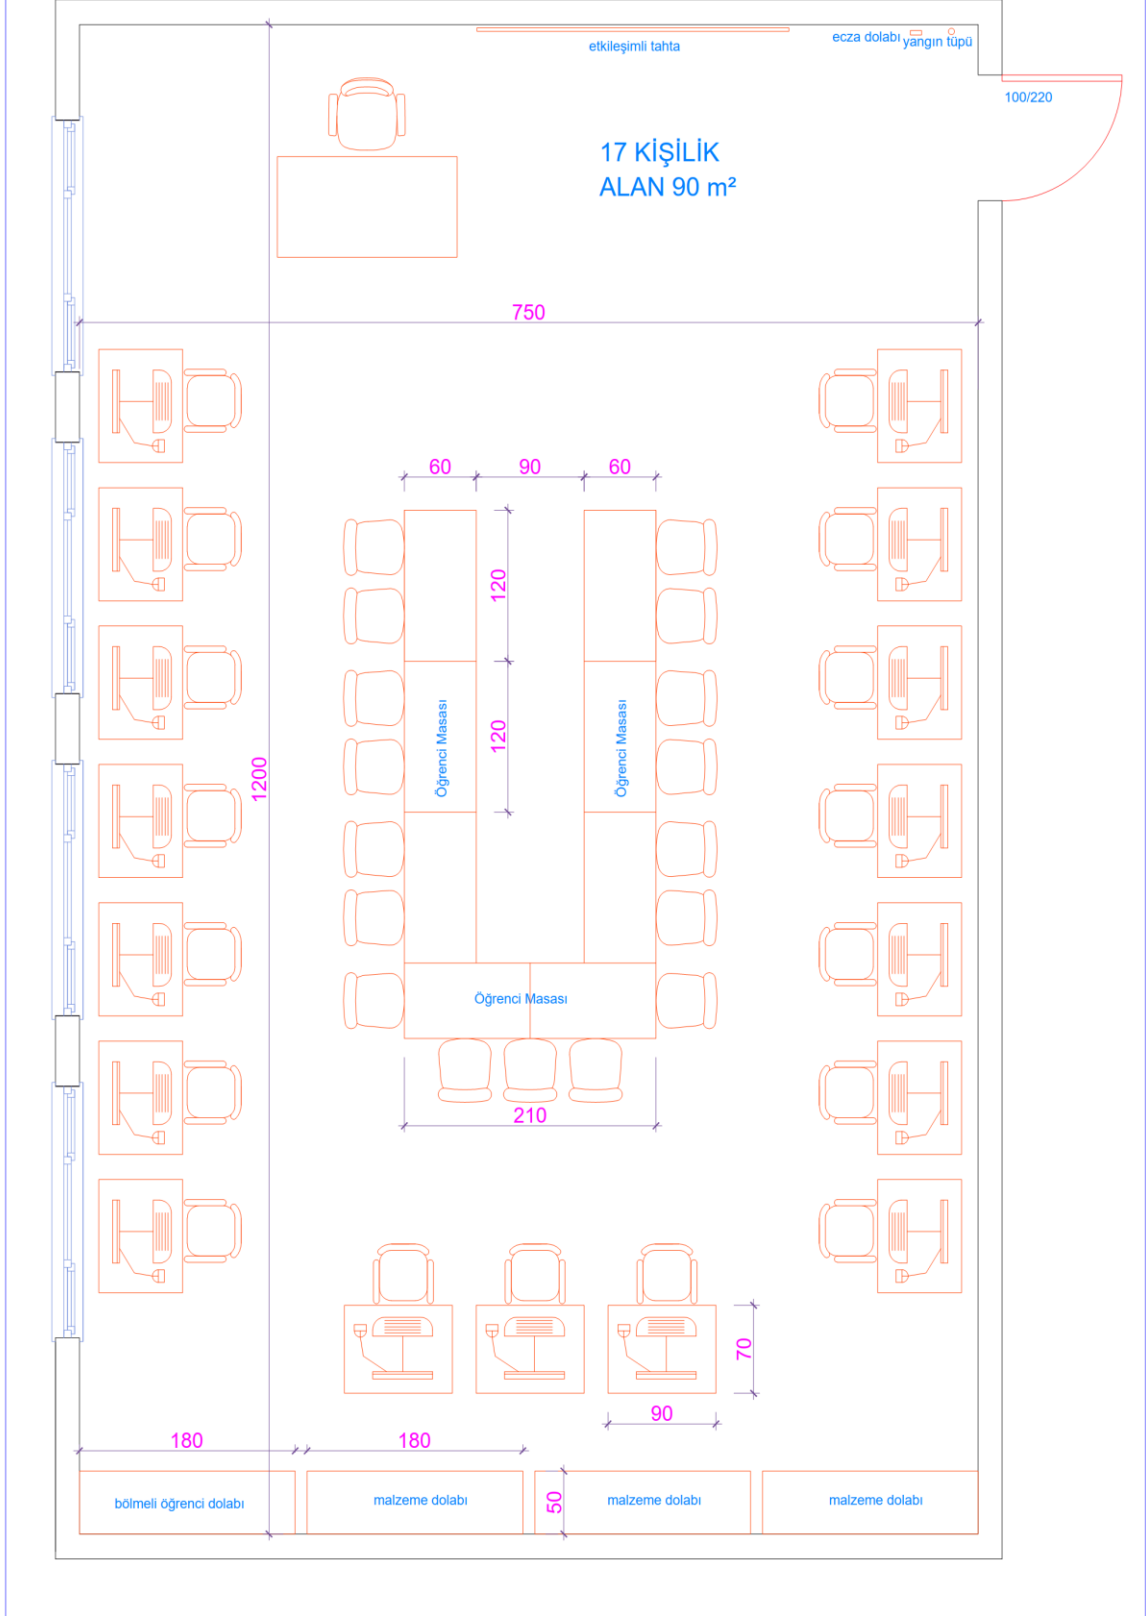 etkileşimli tahta
ecza dolabı
yangın tüpü
100/220
17 KİŞİLİK
ALAN 90 m²
750
60
90
60
120
120
Öğrenci Masası
Öğrenci Masası
1200
Öğrenci Masası
210
70
90
180
180
50
bölmeli öğrenci dolabı
malzeme dolabı
malzeme dolabı
malzeme dolabı